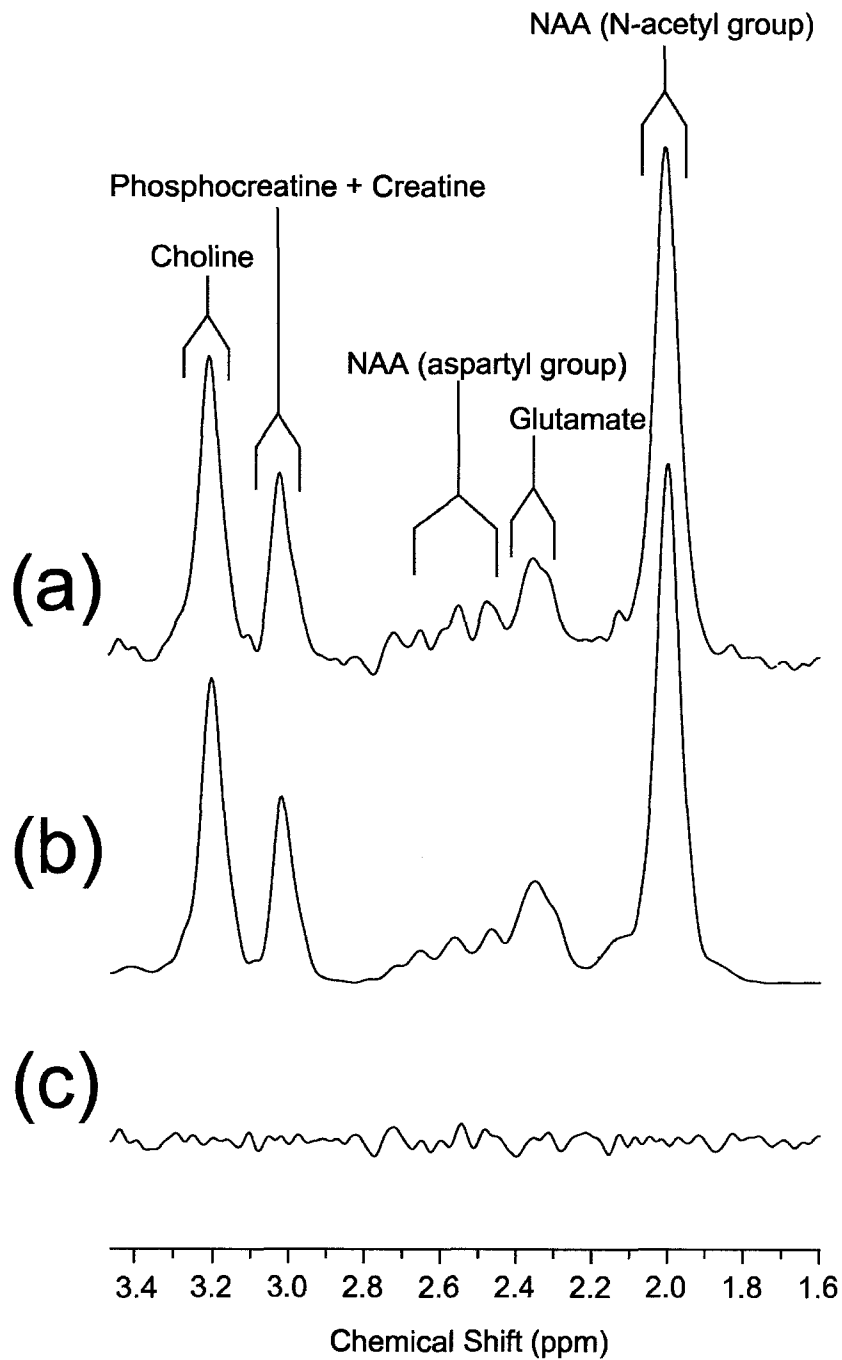 NAA (N-acetyl group)
Phosphocreatine + Creatine
Choline
NAA (aspartyl group)
Glutamate
(a)
(b)
(c)
3.4 3.2 3.0 2.8 2.6 2.4 2.2 2.0 1.8 1.6
Chemical Shift (ppm)